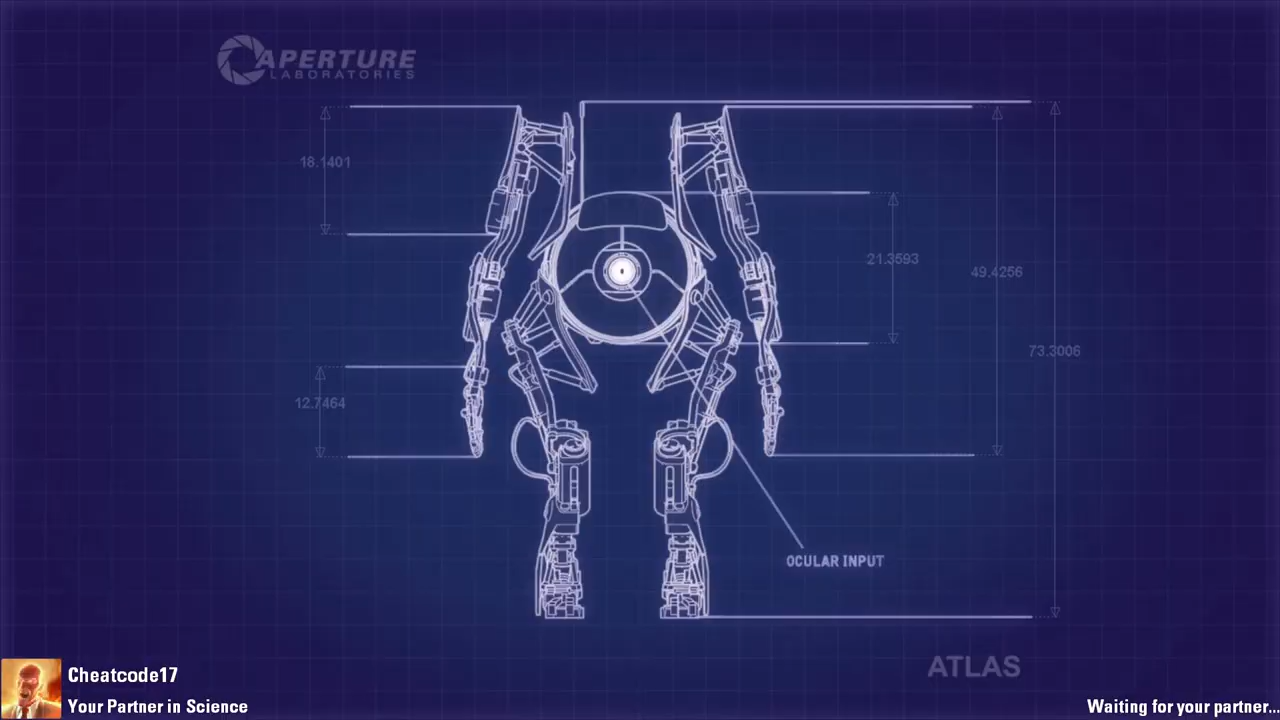 APERTURE
LABORATORIES
18.1401
21.3593
49.4256
73.3006
12.7464
OCULAR INPUT
ATLAS
Cheatcode17
Your Partner in Science
Waiting for your partner...